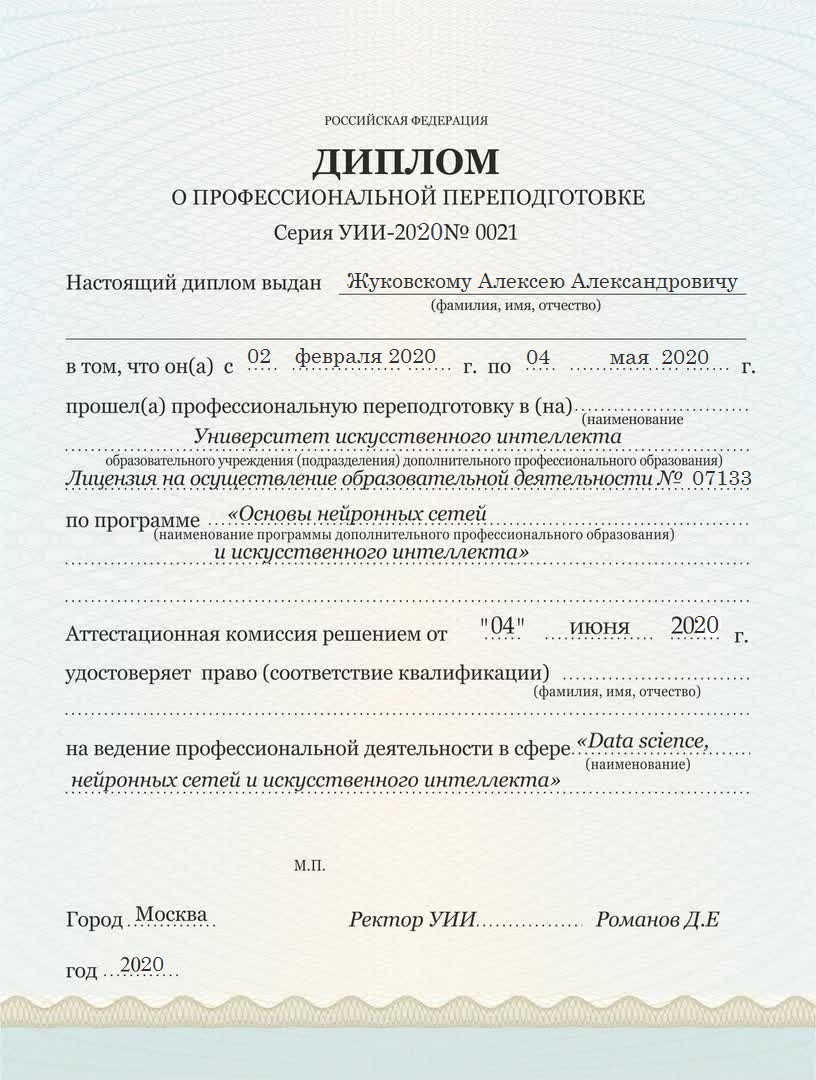 РОССИЙСКАЯ ФЕДЕРАЦИЯ
ДИПЛОМ
О ПРОФЕССИОНАЛЬНОЙ ПЕРЕПОДГОТОВКЕ
Серия УИИ-2020№ 0021
Настоящий диплом выдан Жуковскому Алексею Александровичу
(фамилия, имя, отчество)
в том, что он(а) с 02 февраля 2020 г. по 04 мая 2020 г.
прошел(а) профессиональную переподготовку в (на)
(наименование
Университет искусственного интеллекта
образовательного учреждения (подразделения) дополнительного профессионального образования)
Лицензия на осуществление образовательной деятельности № 07133
по программе «Основы нейронных сетей
(наименование программы дополнительного профессионального образования)
и искусственного интеллекта»
Аттестационная комиссия решением от "04" июня 2020 г.
удостоверяет право (соответствие квалификации)
(фамилия, имя, отчество)
на ведение профессиональной деятельности в сфере «Data science,
(наименование)
нейронных сетей и искусственного интеллекта»
М.П.
Город Москва Ректор УИИ Романов Д.Е
год 2020